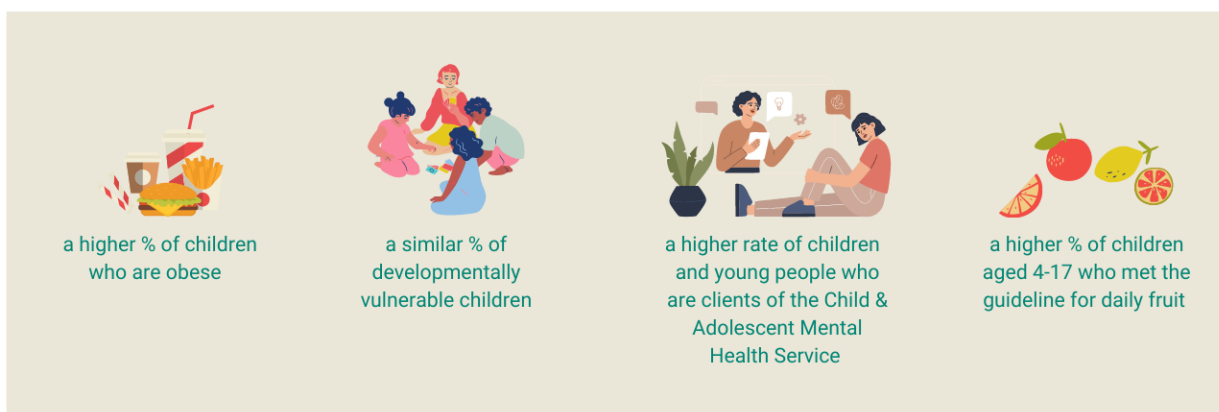 a higher % of children
who are obese
a similar % of
developmentally
vulnerable children
a higher rate of children
and young people who
are clients of the Child &
Adolescent Mental
Health Service
a higher % of children
aged 4-17 who met the
guideline for daily fruit